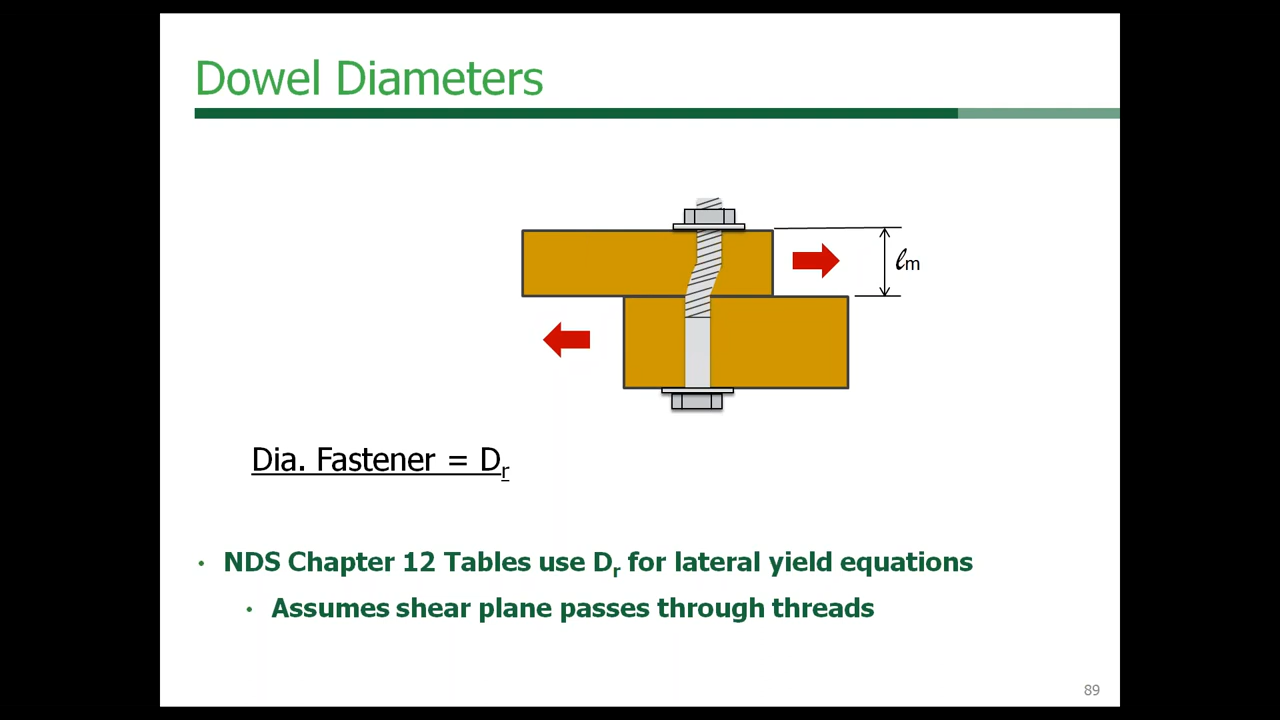 Dowel Diameters
ℓm
Dia. Fastener = Dr
• NDS Chapter 12 Tables use Dr for lateral yield equations
• Assumes shear plane passes through threads
89